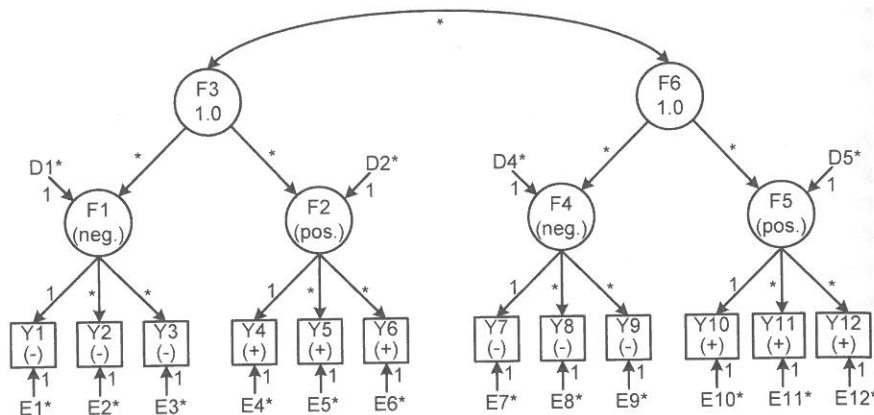 *
F3
1.0
F6
1.0
* * * *
D1* D2* D4* D5*
1 1 1 1
F1
(neg.)
F2
(pos.)
F4
(neg.)
F5
(pos.)
1 * * 1 * * 1 * * 1 * *
Y1 Y2 Y3 Y4 Y5 Y6 Y7 Y8 Y9 Y10 Y11 Y12
(-) (-) (-) (+) (+) (+) (-) (-) (-) (+) (+) (+)
1 1 1 1 1 1 1 1 1 1 1 1
E1* E2* E3* E4* E5* E6* E7* E8* E9* E10* E11* E12*